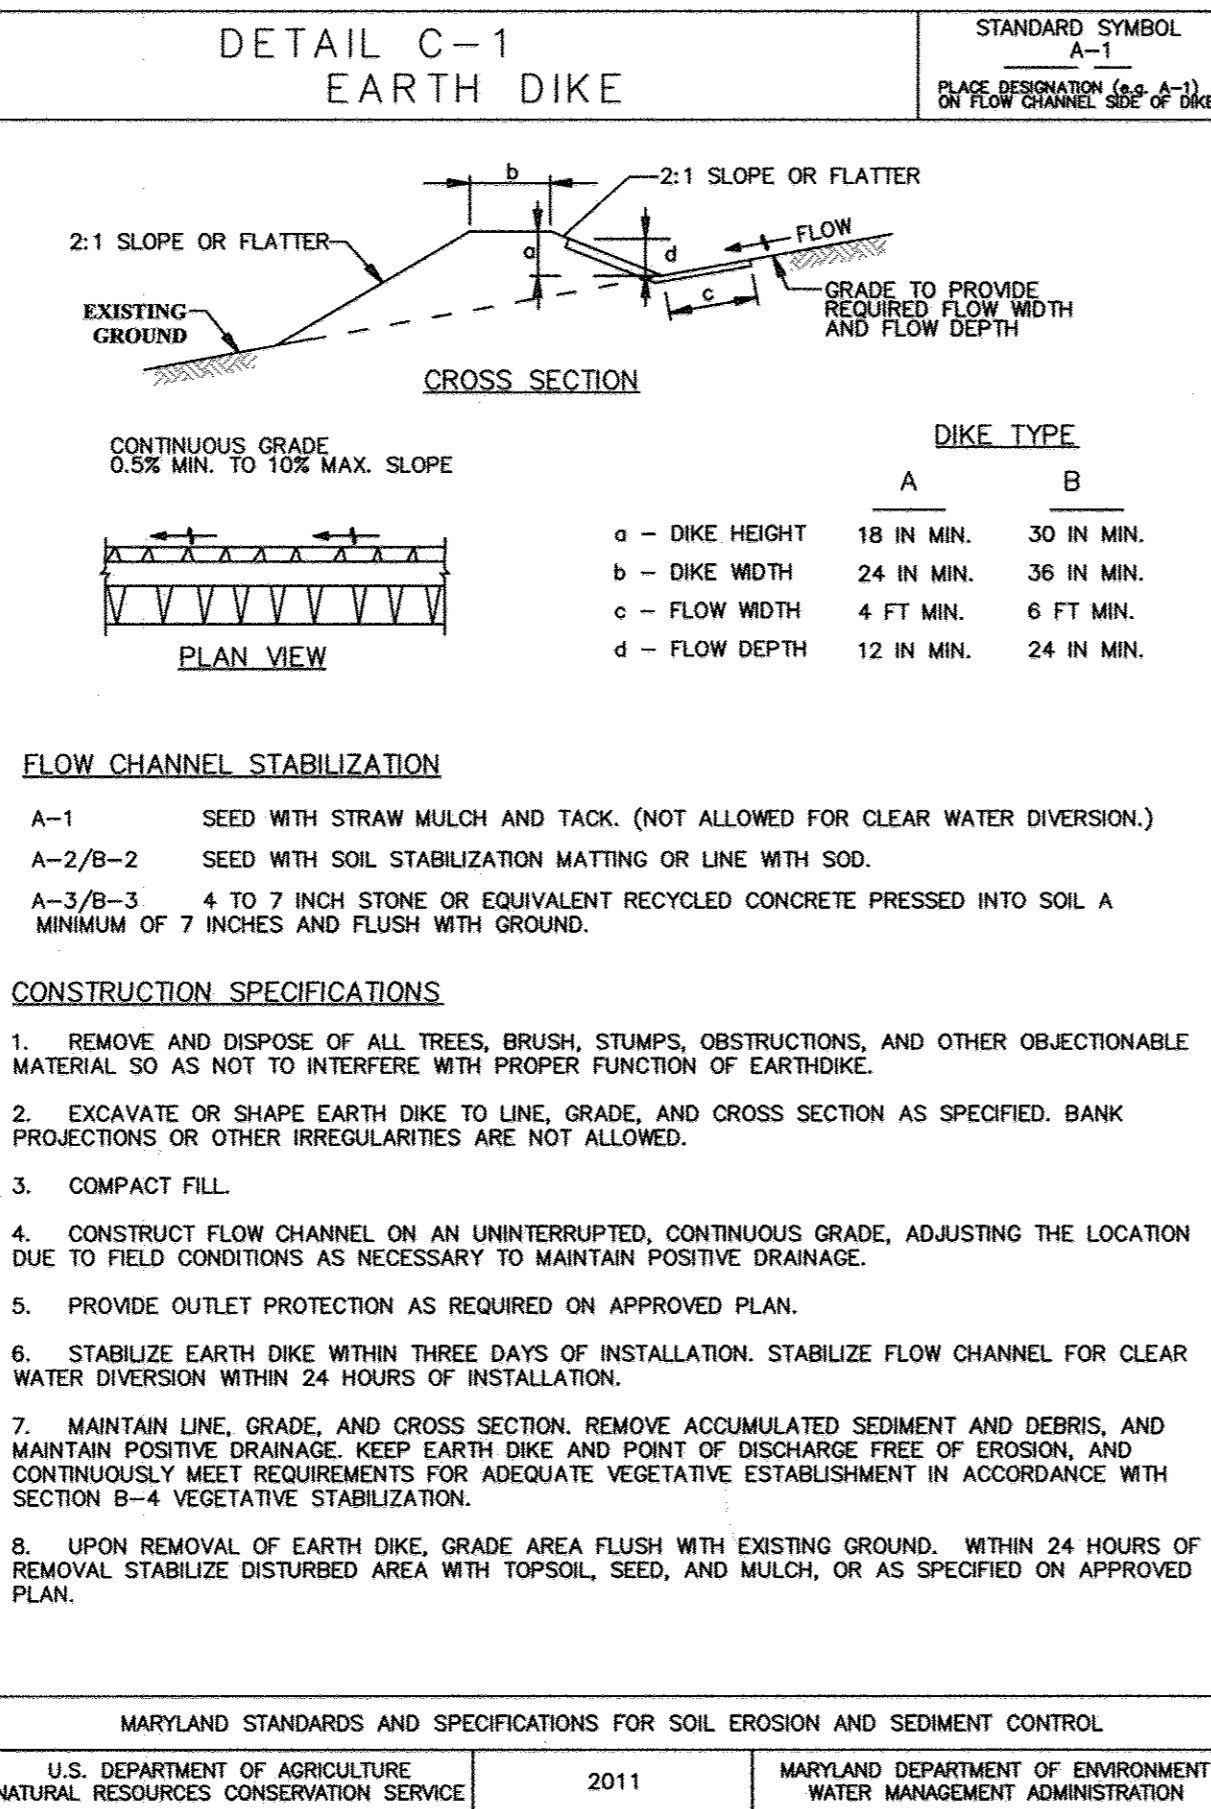 DETAIL C-1
EARTH DIKE
STANDARD SYMBOL
A-1
PLACE DESIGNATION (e.g. A-1)
ON FLOW CHANNEL SIDE OF DIKE
b
2:1 SLOPE OR FLATTER
2:1 SLOPE OR FLATTER
a
d
FLOW
c
EXISTING
GROUND
GRADE TO PROVIDE
REQUIRED FLOW WIDTH
AND FLOW DEPTH
CROSS SECTION
CONTINUOUS GRADE
0.5% MIN. TO 10% MAX. SLOPE
PLAN VIEW
DIKE TYPE
A B
a - DIKE HEIGHT 18 IN MIN. 30 IN MIN.
b - DIKE WIDTH 24 IN MIN. 36 IN MIN.
c - FLOW WIDTH 4 FT MIN. 6 FT MIN.
d - FLOW DEPTH 12 IN MIN. 24 IN MIN.
FLOW CHANNEL STABILIZATION
A-1 SEED WITH STRAW MULCH AND TACK. (NOT ALLOWED FOR CLEAR WATER DIVERSION.)
A-2/B-2 SEED WITH SOIL STABILIZATION MATTING OR LINE WITH SOD.
A-3/B-3 4 TO 7 INCH STONE OR EQUIVALENT RECYCLED CONCRETE PRESSED INTO SOIL A
MINIMUM OF 7 INCHES AND FLUSH WITH GROUND.
CONSTRUCTION SPECIFICATIONS
1. REMOVE AND DISPOSE OF ALL TREES, BRUSH, STUMPS, OBSTRUCTIONS, AND OTHER OBJECTIONABLE
MATERIAL SO AS NOT TO INTERFERE WITH PROPER FUNCTION OF EARTHDIKE.
2. EXCAVATE OR SHAPE EARTH DIKE TO LINE, GRADE, AND CROSS SECTION AS SPECIFIED. BANK
PROJECTIONS OR OTHER IRREGULARITIES ARE NOT ALLOWED.
3. COMPACT FILL.
4. CONSTRUCT FLOW CHANNEL ON AN UNINTERRUPTED, CONTINUOUS GRADE, ADJUSTING THE LOCATION
DUE TO FIELD CONDITIONS AS NECESSARY TO MAINTAIN POSITIVE DRAINAGE.
5. PROVIDE OUTLET PROTECTION AS REQUIRED ON APPROVED PLAN.
6. STABILIZE EARTH DIKE WITHIN THREE DAYS OF INSTALLATION. STABILIZE FLOW CHANNEL FOR CLEAR
WATER DIVERSION WITHIN 24 HOURS OF INSTALLATION.
7. MAINTAIN LINE, GRADE, AND CROSS SECTION. REMOVE ACCUMULATED SEDIMENT AND DEBRIS, AND
MAINTAIN POSITIVE DRAINAGE. KEEP EARTH DIKE AND POINT OF DISCHARGE FREE OF EROSION, AND
CONTINUOUSLY MEET REQUIREMENTS FOR ADEQUATE VEGETATIVE ESTABLISHMENT IN ACCORDANCE WITH
SECTION B-4 VEGETATIVE STABILIZATION.
8. UPON REMOVAL OF EARTH DIKE, GRADE AREA FLUSH WITH EXISTING GROUND. WITHIN 24 HOURS OF
REMOVAL STABILIZE DISTURBED AREA WITH TOPSOIL, SEED, AND MULCH, OR AS SPECIFIED ON APPROVED
PLAN.
MARYLAND STANDARDS AND SPECIFICATIONS FOR SOIL EROSION AND SEDIMENT CONTROL
U.S. DEPARTMENT OF AGRICULTURE
NATURAL RESOURCES CONSERVATION SERVICE
2011
MARYLAND DEPARTMENT OF ENVIRONMENT
WATER MANAGEMENT ADMINISTRATION